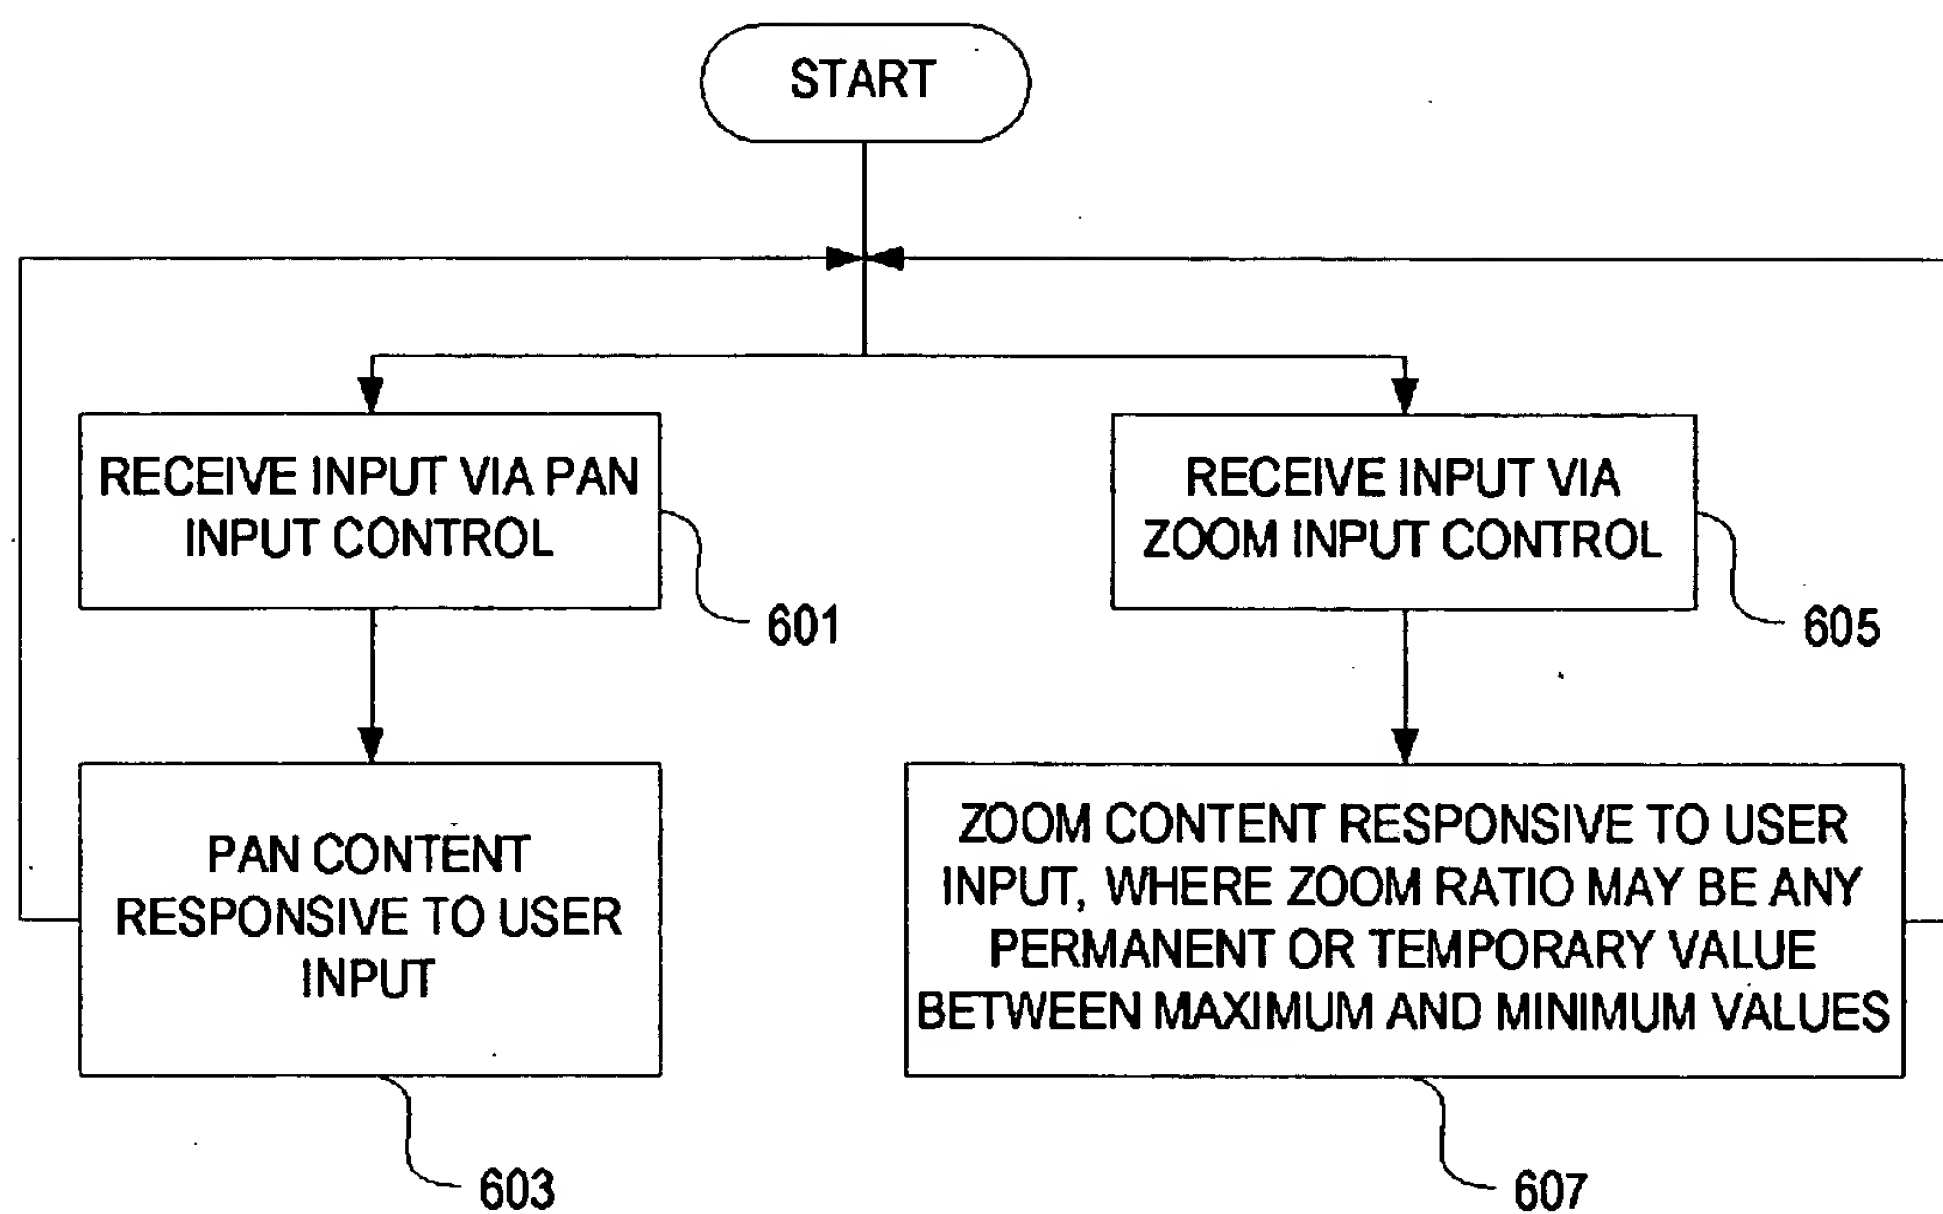 START
RECEIVE INPUT VIA PAN
INPUT CONTROL
601
RECEIVE INPUT VIA
ZOOM INPUT CONTROL
605
PAN CONTENT
RESPONSIVE TO USER
INPUT
603
ZOOM CONTENT RESPONSIVE TO USER
INPUT, WHERE ZOOM RATIO MAY BE ANY
PERMANENT OR TEMPORARY VALUE
BETWEEN MAXIMUM AND MINIMUM VALUES
607